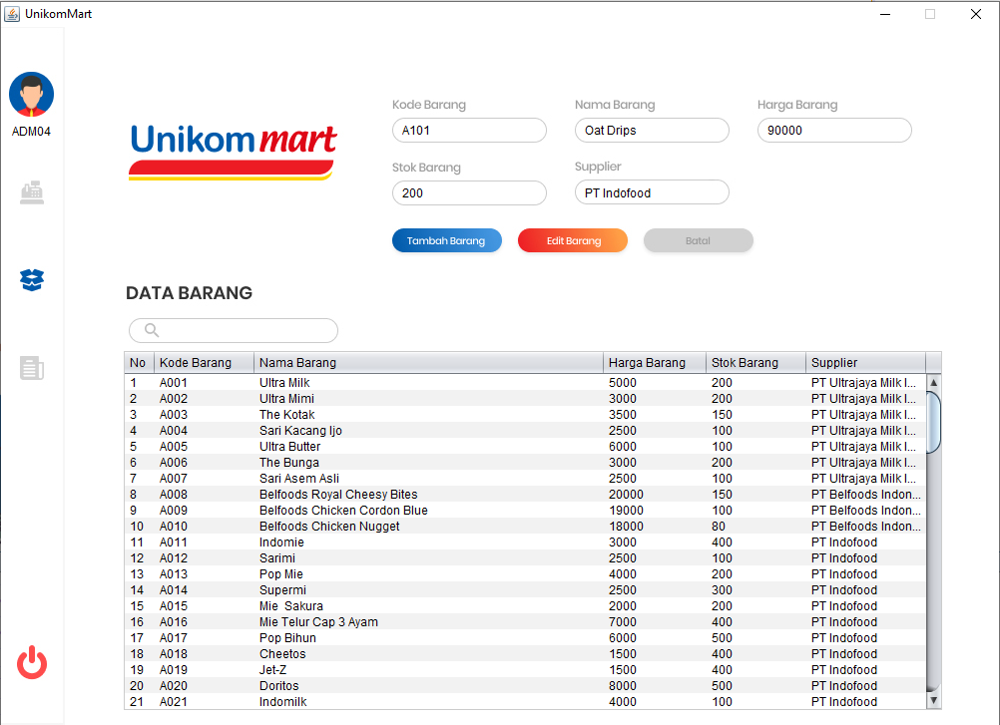 UnikomMart
ADM04
Unikom mart
Kode Barang Nama Barang Harga Barang
A101 Oat Drips 90000
Stok Barang Supplier
200 PT Indofood
Tambah Barang Edit Barang Batal
DATA BARANG
No Kode Barang Nama Barang Harga Barang Stok Barang Supplier
1 A001 Ultra Milk 5000 200 PT Ultrajaya Milk I...
2 A002 Ultra Mimi 3000 200 PT Ultrajaya Milk I...
3 A003 The Kotak 3500 150 PT Ultrajaya Milk I...
4 A004 Sari Kacang Ijo 2500 100 PT Ultrajaya Milk I...
5 A005 Ultra Butter 6000 100 PT Ultrajaya Milk I...
6 A006 The Bunga 3000 200 PT Ultrajaya Milk I...
7 A007 Sari Asem Asli 2500 100 PT Ultrajaya Milk I...
8 A008 Belfoods Royal Cheesy Bites 20000 150 PT Belfoods Indon...
9 A009 Belfoods Chicken Cordon Blue 19000 100 PT Belfoods Indon...
10 A010 Belfoods Chicken Nugget 18000 80 PT Belfoods Indon...
11 A011 Indomie 3000 400 PT Indofood
12 A012 Sarimi 2500 100 PT Indofood
13 A013 Pop Mie 4000 200 PT Indofood
14 A014 Supermi 2500 300 PT Indofood
15 A015 Mie Sakura 2000 200 PT Indofood
16 A016 Mie Telur Cap 3 Ayam 7000 400 PT Indofood
17 A017 Pop Bihun 6000 500 PT Indofood
18 A018 Cheetos 1500 400 PT Indofood
19 A019 Jet-Z 1500 400 PT Indofood
20 A020 Doritos 8000 500 PT Indofood
21 A021 Indomilk 4000 100 PT Indofood